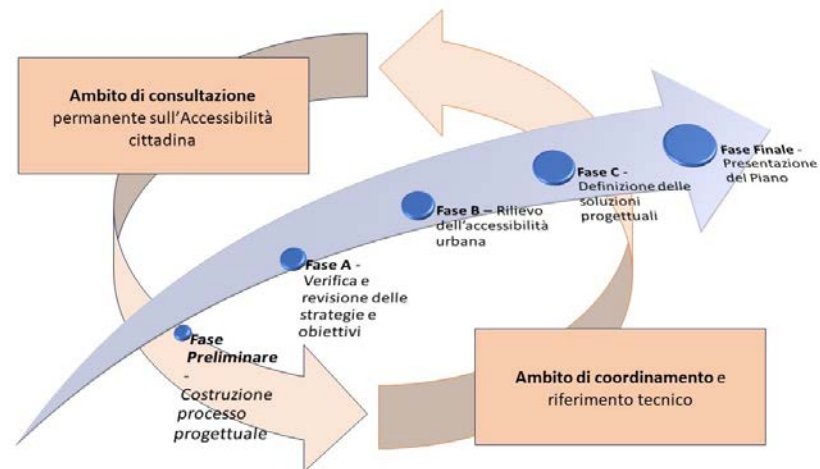 Ambito di consultazione
permanente sull'Accessibilità
cittadina
Fase
Preliminare
-
Costruzione
processo
progettuale
Fase A -
Verifica e
revisione delle
strategie e
obiettivi
Fase B – Rilievo
dell'accessibilità
urbana
Fase C -
Definizione delle
soluzioni
progettuali
Fase Finale -
Presentazione
del Piano
Ambito di coordinamento e
riferimento tecnico